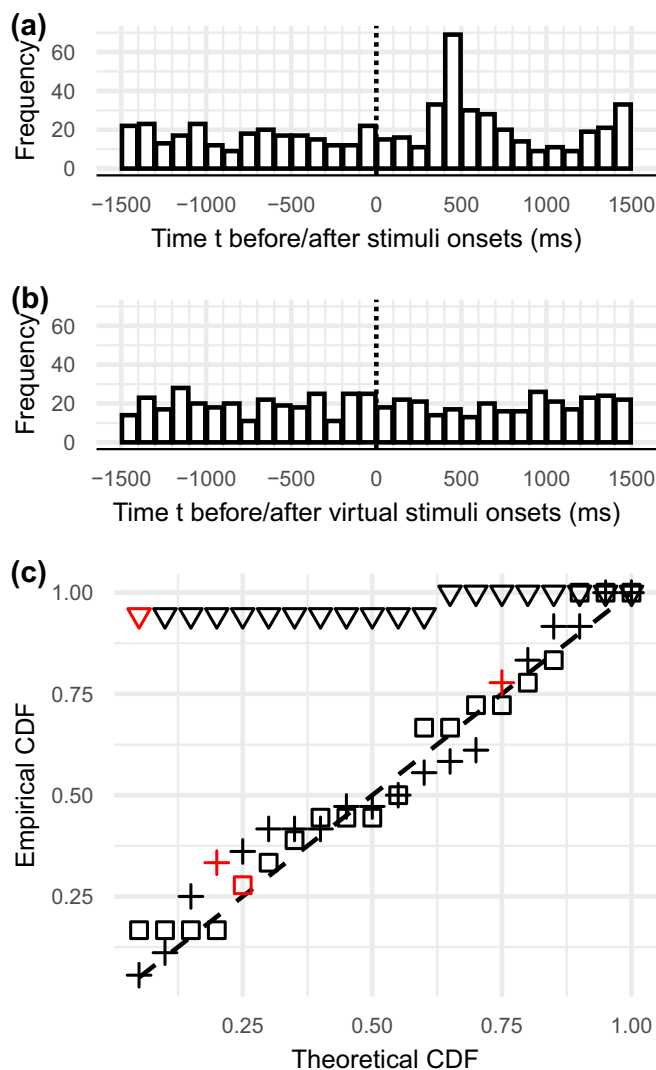 (a)
Frequency
60
40
20
0
−1500 −1000 −500 0 500 1000 1500
Time t before/after stimuli onsets (ms)
(b)
Frequency
60
40
20
0
−1500 −1000 −500 0 500 1000 1500
Time t before/after virtual stimuli onsets (ms)
(c)
Empirical CDF
1.00
0.75
0.50
0.25
0.25 0.50 0.75 1.00
Theoretical CDF